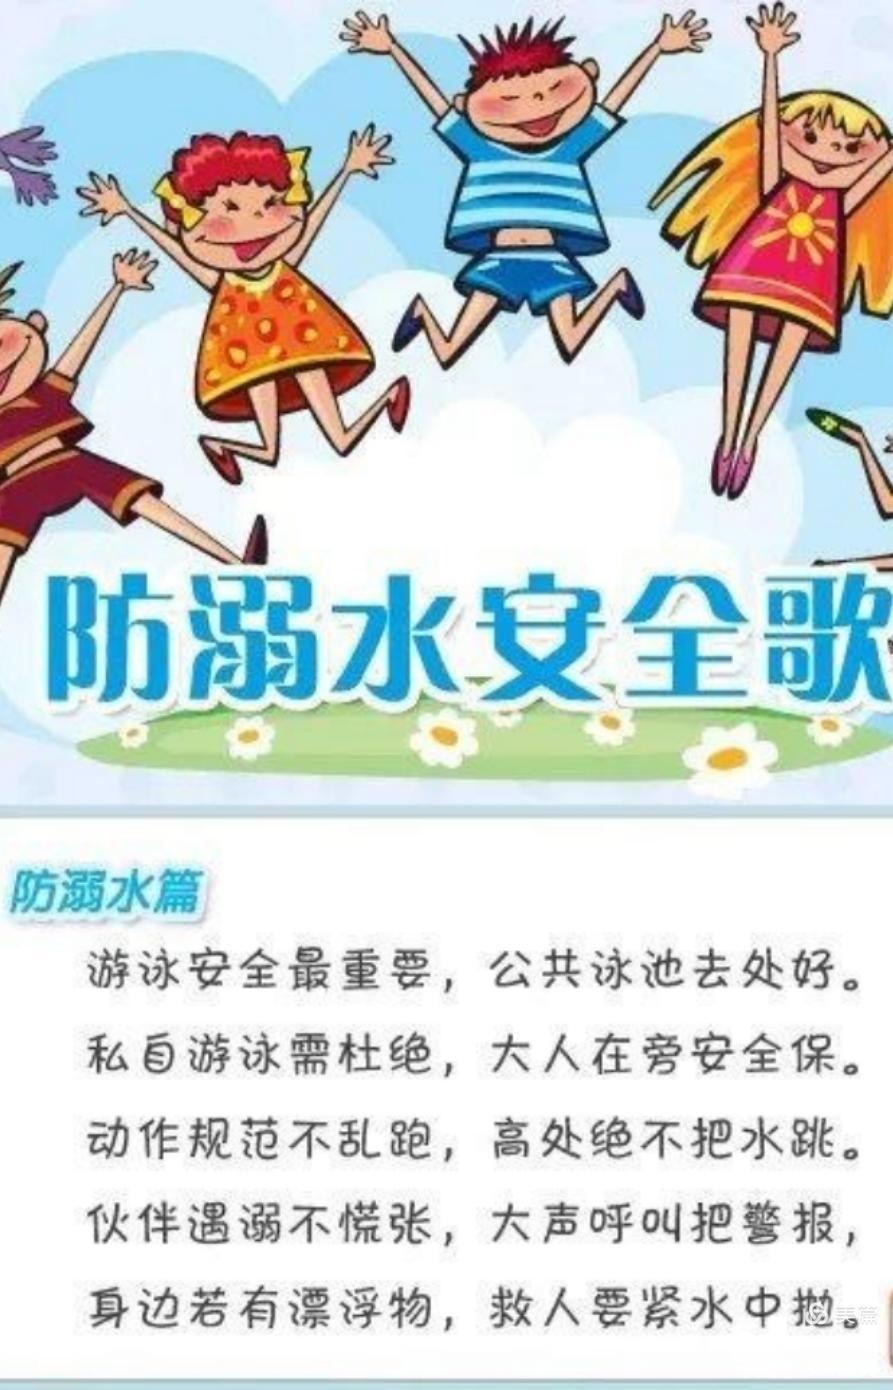 防溺水安全歌
防溺水篇
游泳安全最重要，公共泳池去处好。
私自游泳需杜绝，大人在旁安全保。
动作规范不乱跑，高处绝不把水跳。
伙伴遇溺不慌张，大声呼叫把警报，
身边若有漂浮物，救人要紧水中抛。
美篇